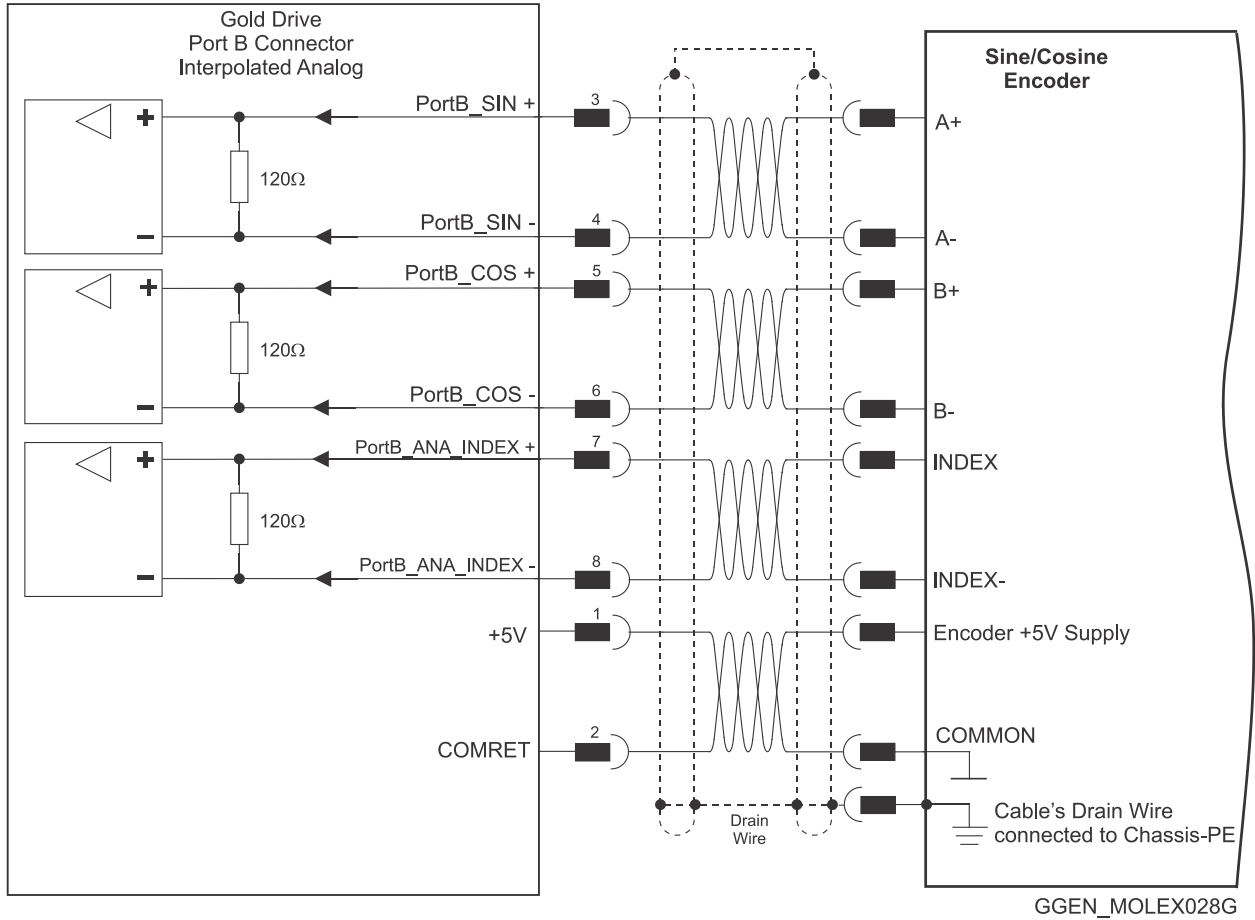 Gold Drive
Port B Connector
Interpolated Analog
Sine/Cosine
Encoder
PortB_SIN +
3
A+
+
120Ω
PortB_SIN -
4
A-
-
PortB_COS +
5
B+
+
120Ω
PortB_COS -
6
B-
-
PortB_ANA_INDEX +
7
INDEX
+
120Ω
PortB_ANA_INDEX -
8
INDEX-
-
+5V
1
Encoder +5V Supply
COMRET
2
COMMON
Drain
Wire
Cable's Drain Wire
connected to Chassis-PE
GGEN_MOLEX028G